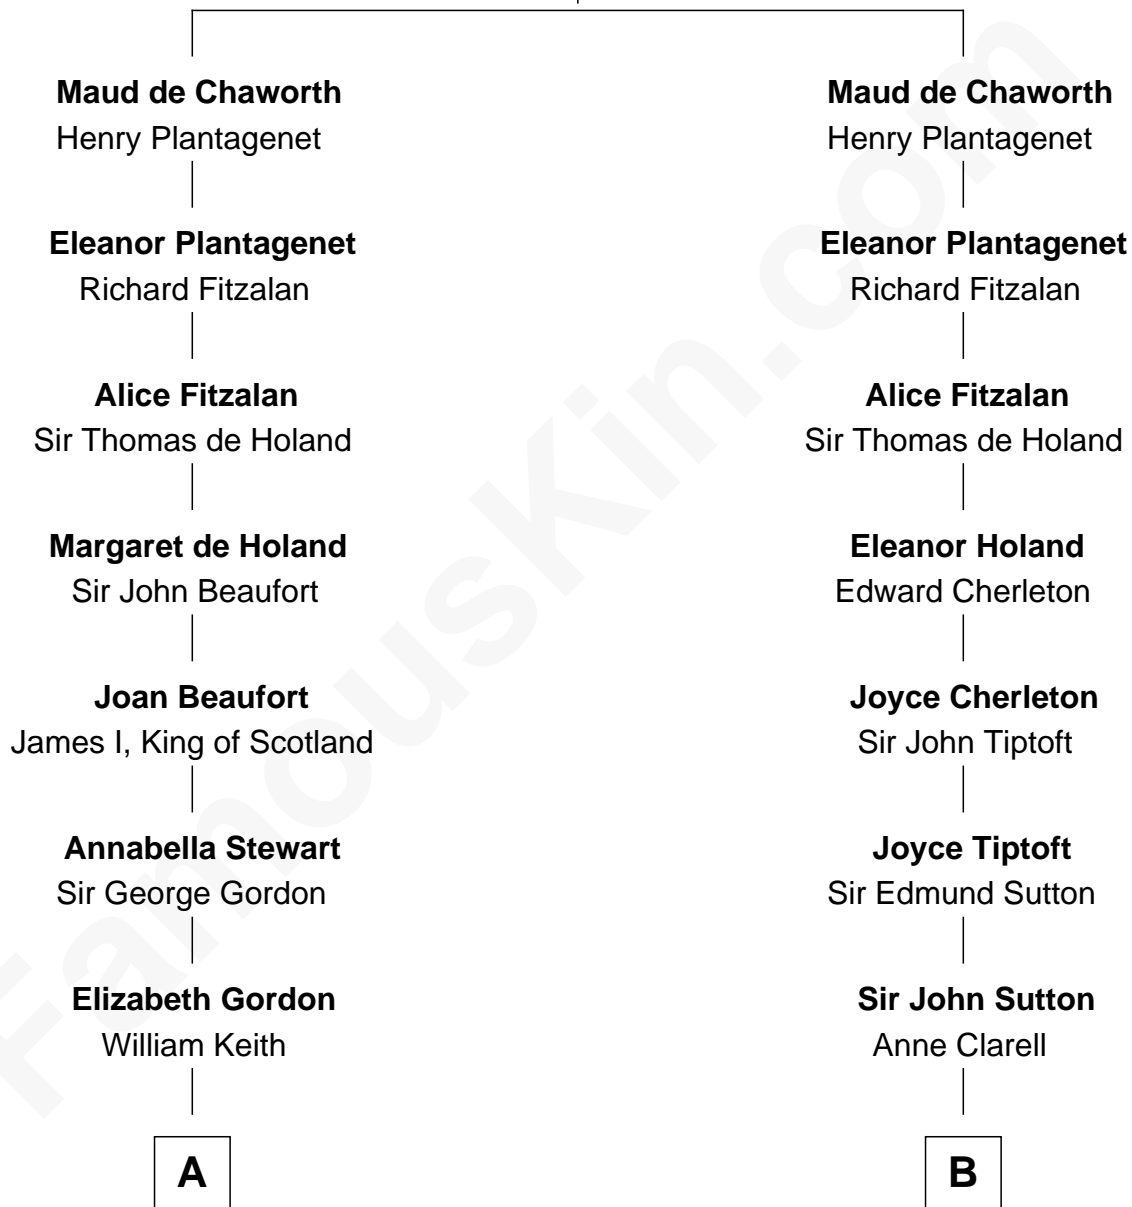 Maud de Chaworth
Henry Plantagenet
Eleanor Plantagenet
Richard Fitzalan
Alice Fitzalan
Sir Thomas de Holand
Margaret de Holand
Sir John Beaufort
Joan Beaufort
James I, King of Scotland
Annabella Stewart
Sir George Gordon
Elizabeth Gordon
William Keith
A
Maud de Chaworth
Henry Plantagenet
Eleanor Plantagenet
Richard Fitzalan
Alice Fitzalan
Sir Thomas de Holand
Eleanor Holand
Edward Cherleton
Joyce Cherleton
Sir John Tiptoft
Joyce Tiptoft
Sir Edmund Sutton
Sir John Sutton
Anne Clarell
B
FamousKin.com